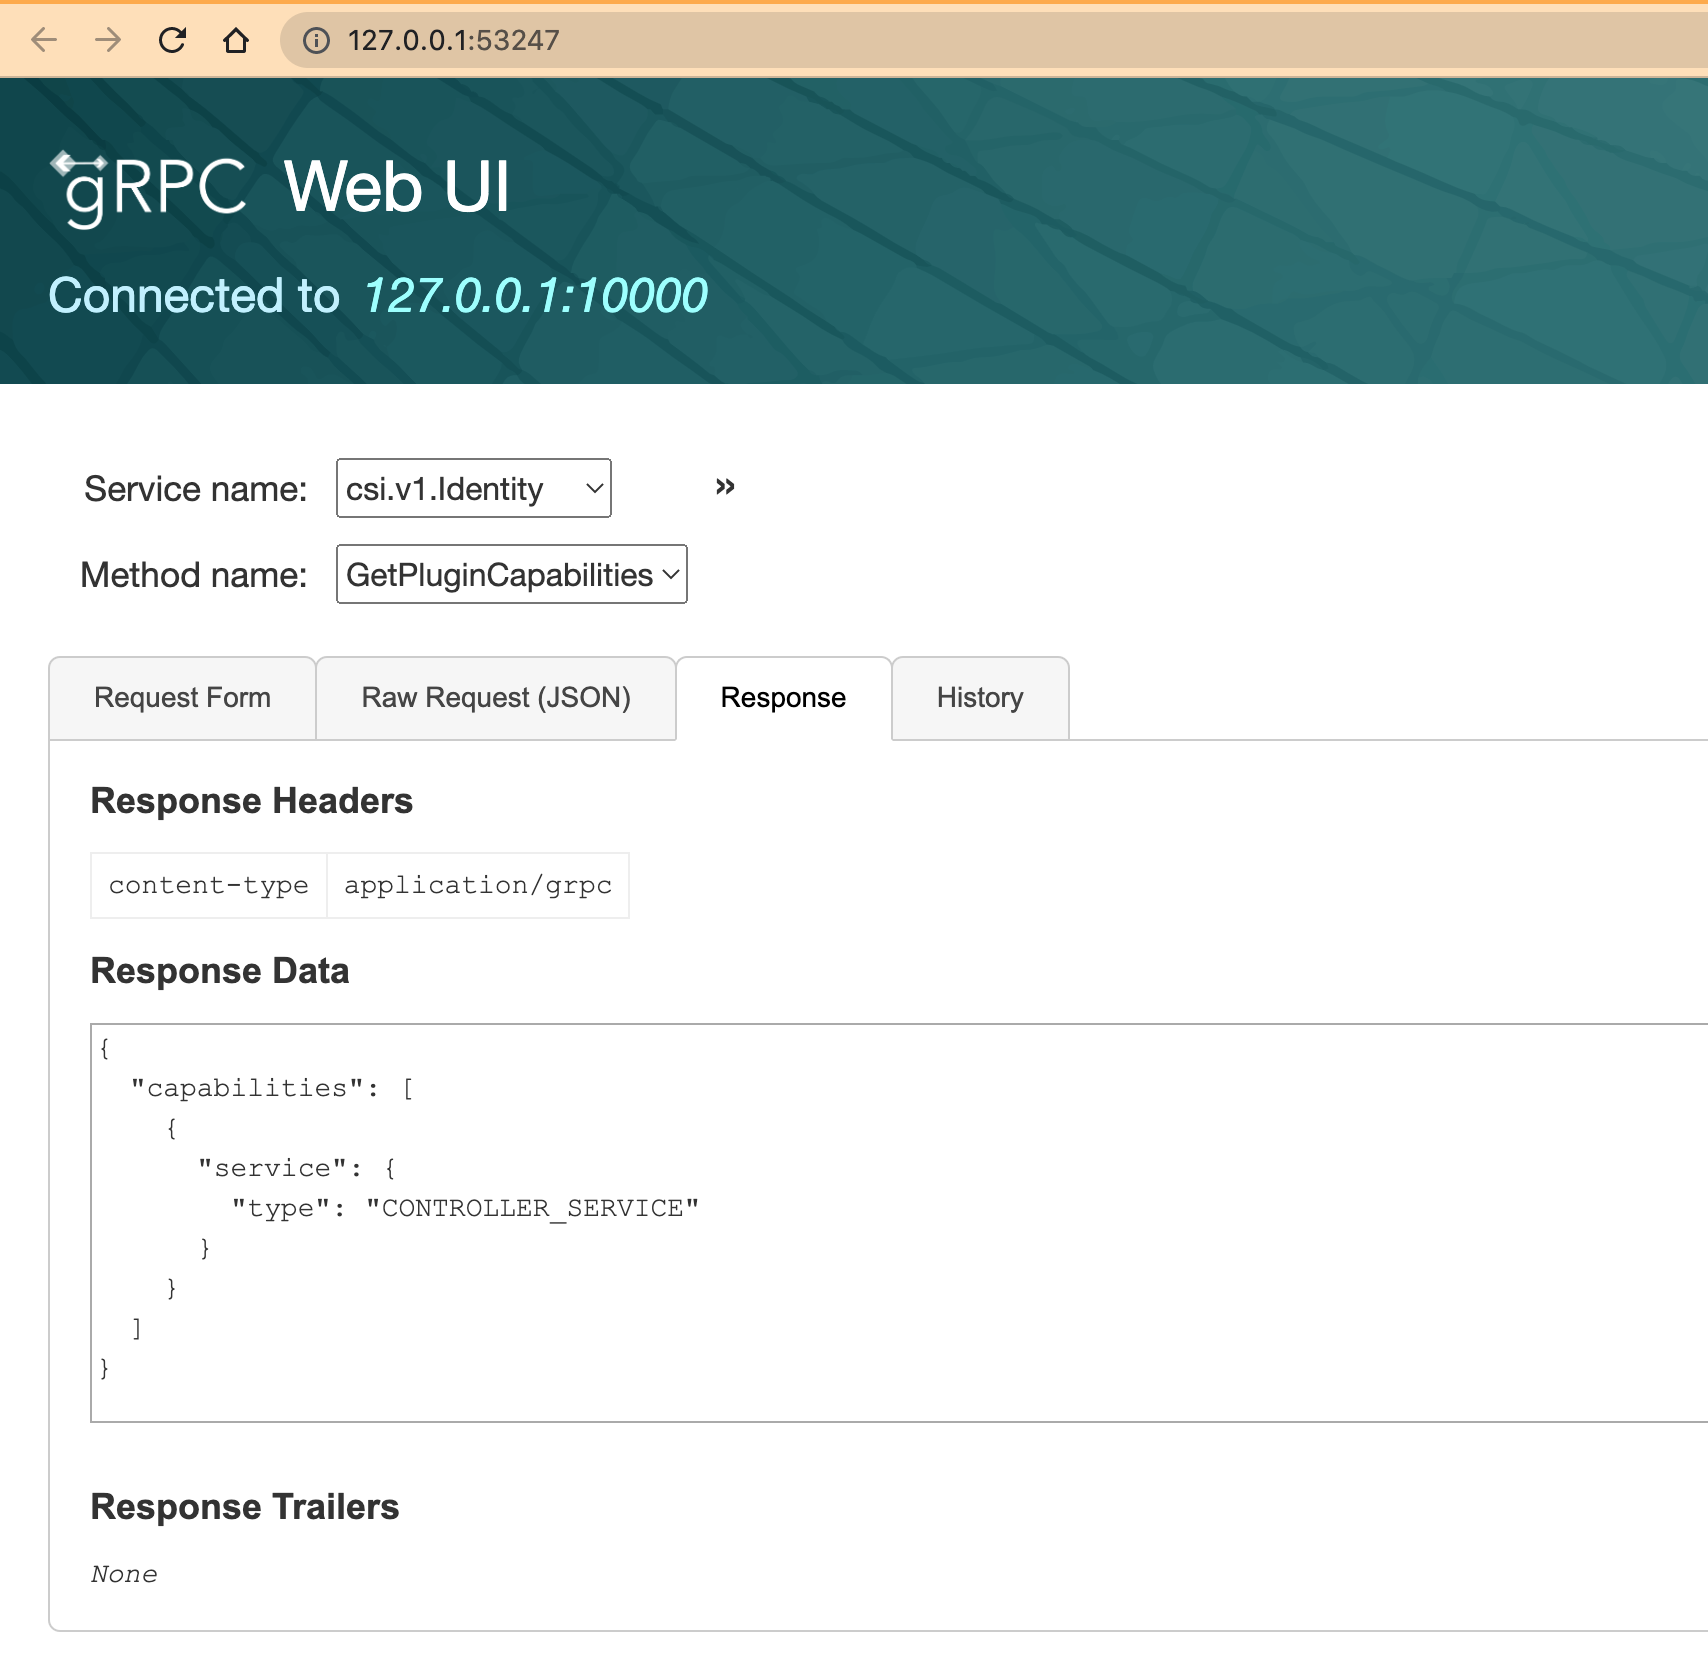 127.0.0.1:53247
gRPC Web UI
Connected to 127.0.0.1:10000
Service name: csi.v1.Identity »
Method name: GetPluginCapabilities
Request Form Raw Request (JSON) Response History
Response Headers
content-type application/grpc
Response Data
{
  "capabilities": [
    {
      "service": {
        "type": "CONTROLLER_SERVICE"
      }
    }
  ]
}
Response Trailers
None